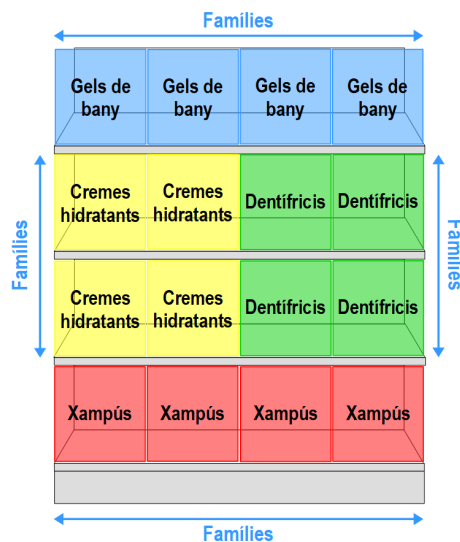 Famílies
Gels de bany Gels de bany Gels de bany Gels de bany
Famílies
Cremes hidratants Cremes hidratants Dentífricis Dentífricis
Famílies
Cremes hidratants Cremes hidratants Dentífricis Dentífricis
Xampús Xampús Xampús Xampús
Famílies